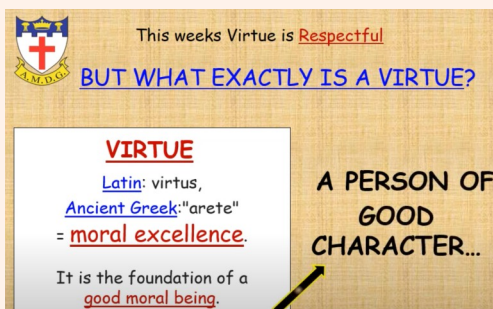 This weeks Virtue is Respectful
A.M.D.G.
BUT WHAT EXACTLY IS A VIRTUE?
VIRTUE
Latin: virtus,
Ancient Greek:"arete"
= moral excellence.
It is the foundation of a
good moral being.
A PERSON OF
GOOD
CHARACTER...